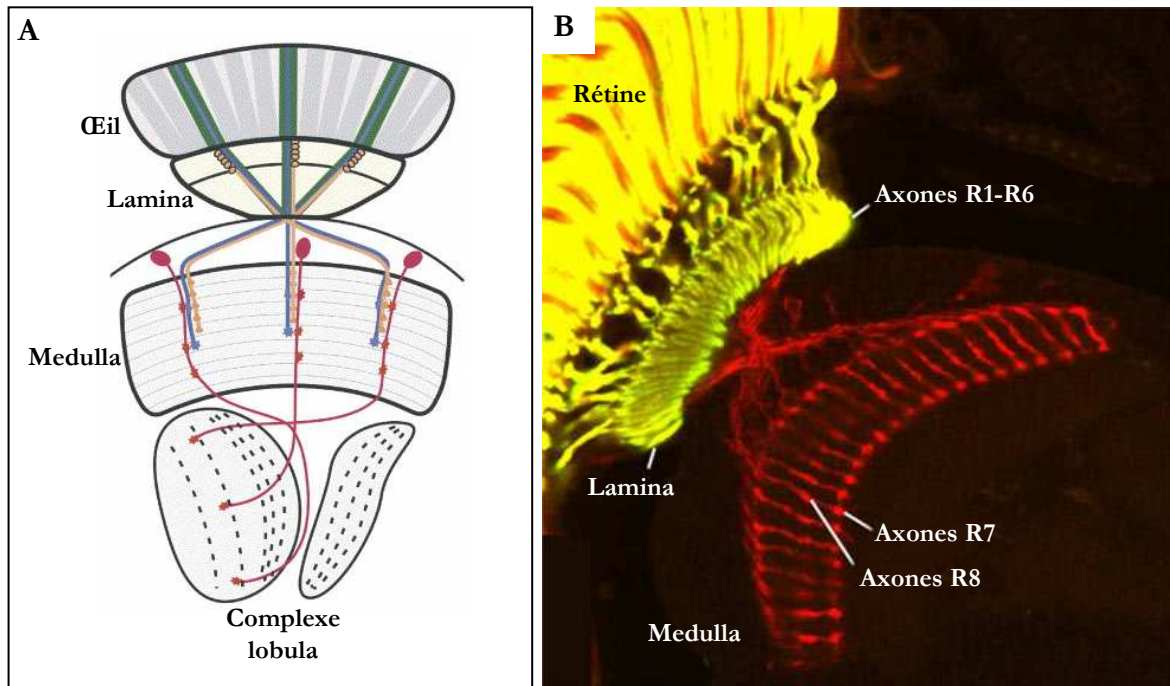 A
Œil
Lamina
Medulla
Complexe
lobula
B
Rétine
Axones R1-R6
Lamina
Axones R7
Axones R8
Medulla